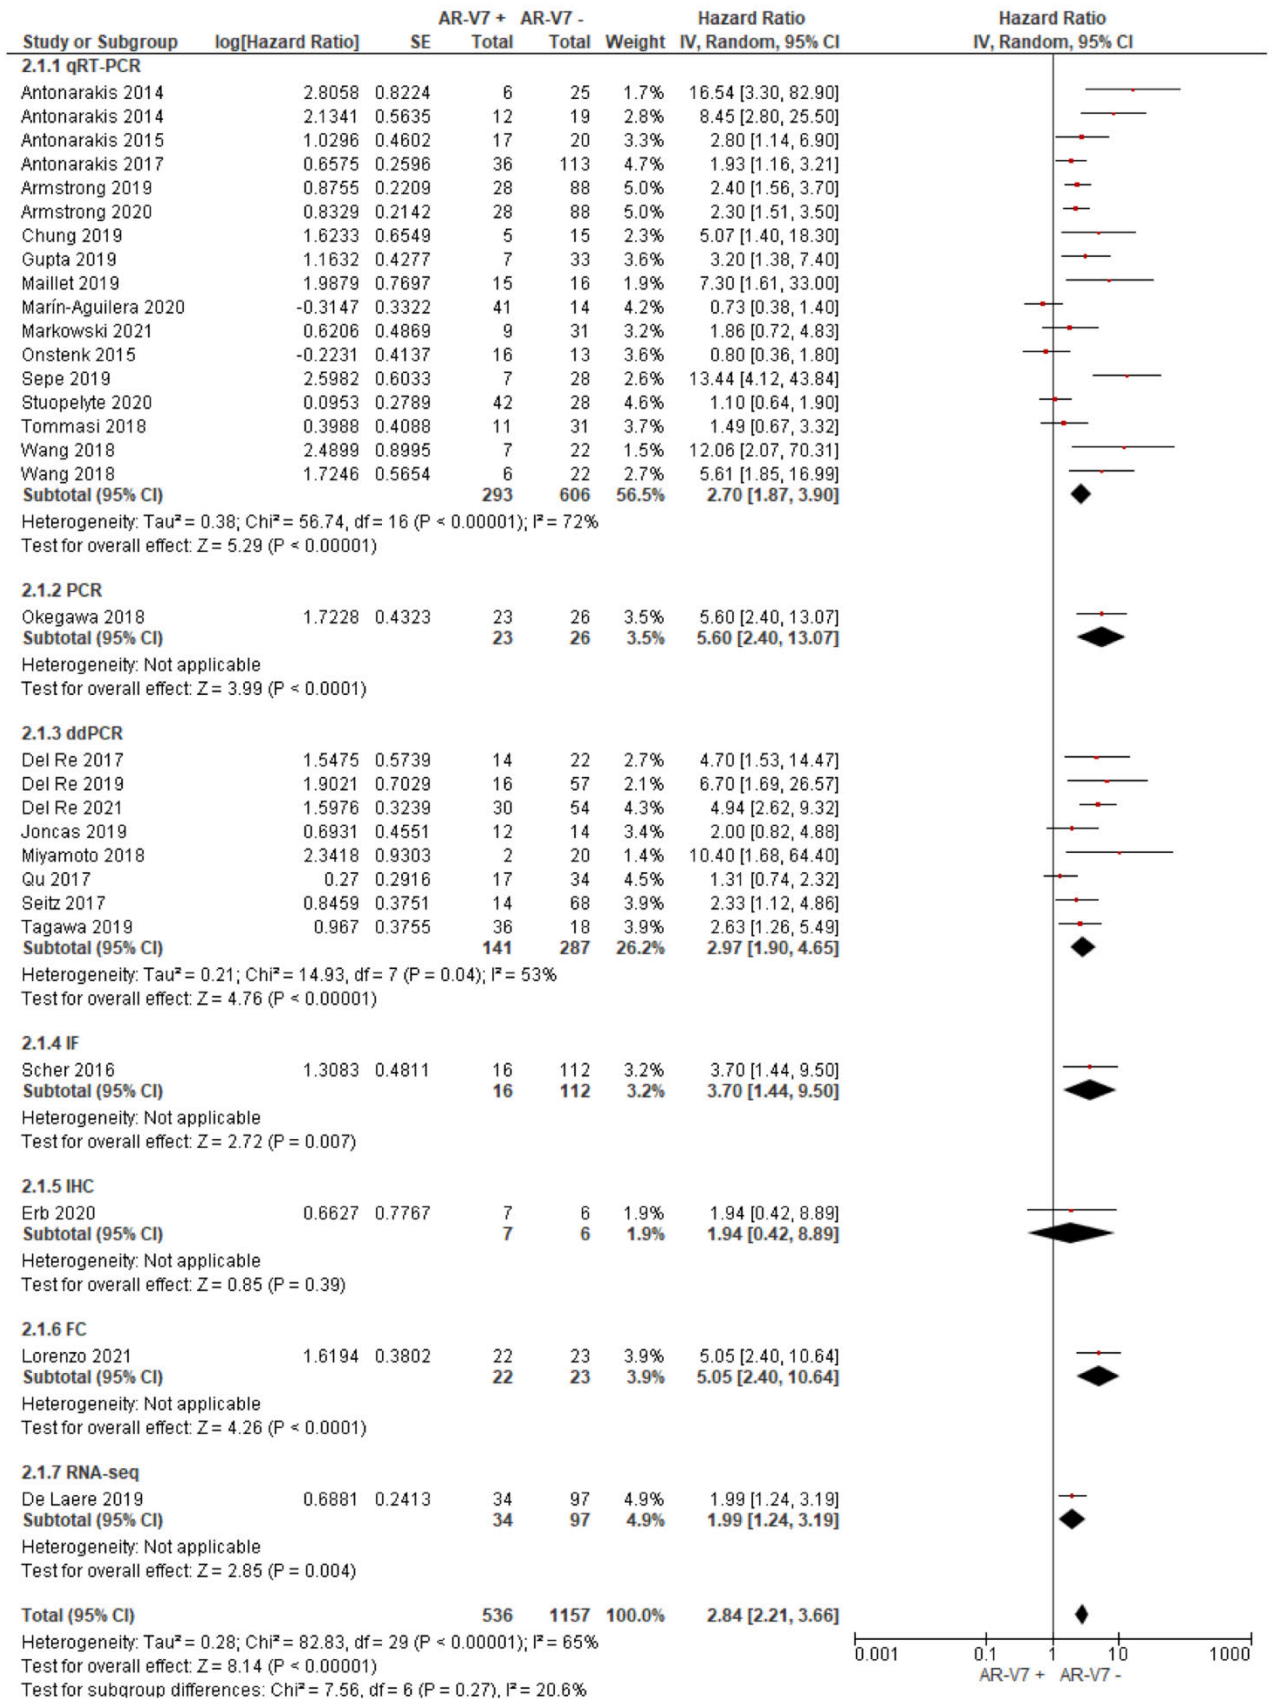 AR-V7 + AR-V7 - Hazard Ratio Hazard Ratio
Study or Subgroup log[Hazard Ratio] SE Total Total Weight IV, Random, 95% CI IV, Random, 95% CI
2.1.1 qRT-PCR
Antonarakis 2014 2.8058 0.8224 6 25 1.7% 16.54 [3.30, 82.90]
Antonarakis 2014 2.1341 0.5635 12 19 2.8% 8.45 [2.80, 25.50]
Antonarakis 2015 1.0296 0.4602 17 20 3.3% 2.80 [1.14, 6.90]
Antonarakis 2017 0.6575 0.2596 36 113 4.7% 1.93 [1.16, 3.21]
Armstrong 2019 0.8755 0.2209 28 88 5.0% 2.40 [1.56, 3.70]
Armstrong 2020 0.8329 0.2142 28 88 5.0% 2.30 [1.51, 3.50]
Chung 2019 1.6233 0.6549 5 15 2.3% 5.07 [1.40, 18.30]
Gupta 2019 1.1632 0.4277 7 33 3.6% 3.20 [1.38, 7.40]
Maillet 2019 1.9879 0.7697 15 16 1.9% 7.30 [1.61, 33.00]
Marín-Aguilera 2020 -0.3147 0.3322 41 14 4.2% 0.73 [0.38, 1.40]
Markowski 2021 0.6206 0.4869 9 31 3.2% 1.86 [0.72, 4.83]
Onstenk 2015 -0.2231 0.4137 16 13 3.6% 0.80 [0.36, 1.80]
Sepe 2019 2.5982 0.6033 7 28 2.6% 13.44 [4.12, 43.84]
Stuopelyte 2020 0.0953 0.2789 42 28 4.6% 1.10 [0.64, 1.90]
Tommasi 2018 0.3988 0.4088 11 31 3.7% 1.49 [0.67, 3.32]
Wang 2018 2.4899 0.8995 7 22 1.5% 12.06 [2.07, 70.31]
Wang 2018 1.7246 0.5654 6 22 2.7% 5.61 [1.85, 16.99]
Subtotal (95% CI) 293 606 56.5% 2.70 [1.87, 3.90]
Heterogeneity: Tau² = 0.38; Chi² = 56.74, df = 16 (P < 0.00001); I² = 72%
Test for overall effect: Z = 5.29 (P < 0.00001)
2.1.2 PCR
Okegawa 2018 1.7228 0.4323 23 26 3.5% 5.60 [2.40, 13.07]
Subtotal (95% CI) 23 26 3.5% 5.60 [2.40, 13.07]
Heterogeneity: Not applicable
Test for overall effect: Z = 3.99 (P < 0.0001)
2.1.3 ddPCR
Del Re 2017 1.5475 0.5739 14 22 2.7% 4.70 [1.53, 14.47]
Del Re 2019 1.9021 0.7029 16 57 2.1% 6.70 [1.69, 26.57]
Del Re 2021 1.5976 0.3239 30 54 4.3% 4.94 [2.62, 9.32]
Joncas 2019 0.6931 0.4551 12 14 3.4% 2.00 [0.82, 4.88]
Miyamoto 2018 2.3418 0.9303 2 20 1.4% 10.40 [1.68, 64.40]
Qu 2017 0.27 0.2916 17 34 4.5% 1.31 [0.74, 2.32]
Seitz 2017 0.8459 0.3751 14 68 3.9% 2.33 [1.12, 4.86]
Tagawa 2019 0.967 0.3755 36 18 3.9% 2.63 [1.26, 5.49]
Subtotal (95% CI) 141 287 26.2% 2.97 [1.90, 4.65]
Heterogeneity: Tau² = 0.21; Chi² = 14.93, df = 7 (P = 0.04); I² = 53%
Test for overall effect: Z = 4.76 (P < 0.00001)
2.1.4 IF
Scher 2016 1.3083 0.4811 16 112 3.2% 3.70 [1.44, 9.50]
Subtotal (95% CI) 16 112 3.2% 3.70 [1.44, 9.50]
Heterogeneity: Not applicable
Test for overall effect: Z = 2.72 (P = 0.007)
2.1.5 IHC
Erb 2020 0.6627 0.7767 7 6 1.9% 1.94 [0.42, 8.89]
Subtotal (95% CI) 7 6 1.9% 1.94 [0.42, 8.89]
Heterogeneity: Not applicable
Test for overall effect: Z = 0.85 (P = 0.39)
2.1.6 FC
Lorenzo 2021 1.6194 0.3802 22 23 3.9% 5.05 [2.40, 10.64]
Subtotal (95% CI) 22 23 3.9% 5.05 [2.40, 10.64]
Heterogeneity: Not applicable
Test for overall effect: Z = 4.26 (P < 0.0001)
2.1.7 RNA-seq
De Laere 2019 0.6881 0.2413 34 97 4.9% 1.99 [1.24, 3.19]
Subtotal (95% CI) 34 97 4.9% 1.99 [1.24, 3.19]
Heterogeneity: Not applicable
Test for overall effect: Z = 2.85 (P = 0.004)
Total (95% CI) 536 1157 100.0% 2.84 [2.21, 3.66]
Heterogeneity: Tau² = 0.28; Chi² = 82.83, df = 29 (P < 0.00001); I² = 65%
Test for overall effect: Z = 8.14 (P < 0.00001)
Test for subgroup differences: Chi² = 7.56, df = 6 (P = 0.27), I² = 20.6%
0.001 0.1 1 10 1000
AR-V7 + AR-V7 -